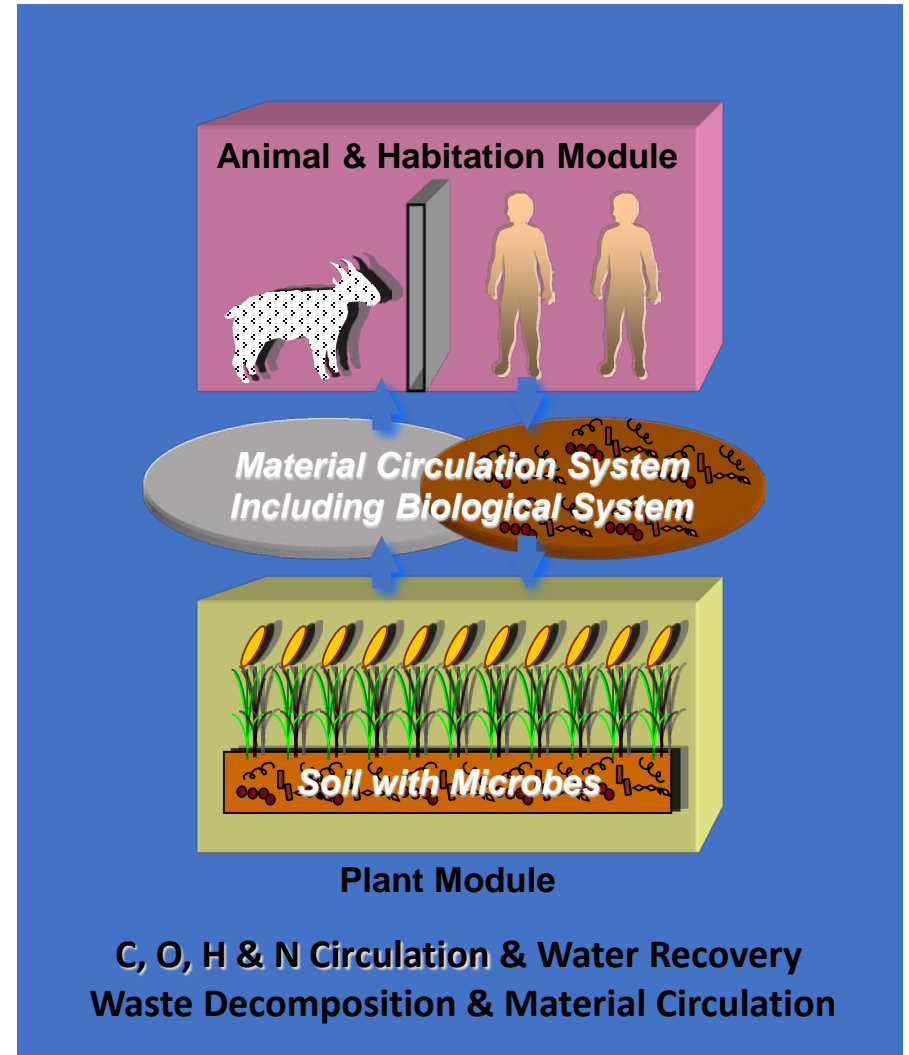 Animal & Habitation Module
Material Circulation System
Including Biological System
Soil with Microbes
Plant Module
C, O, H & N Circulation & Water Recovery
Waste Decomposition & Material Circulation